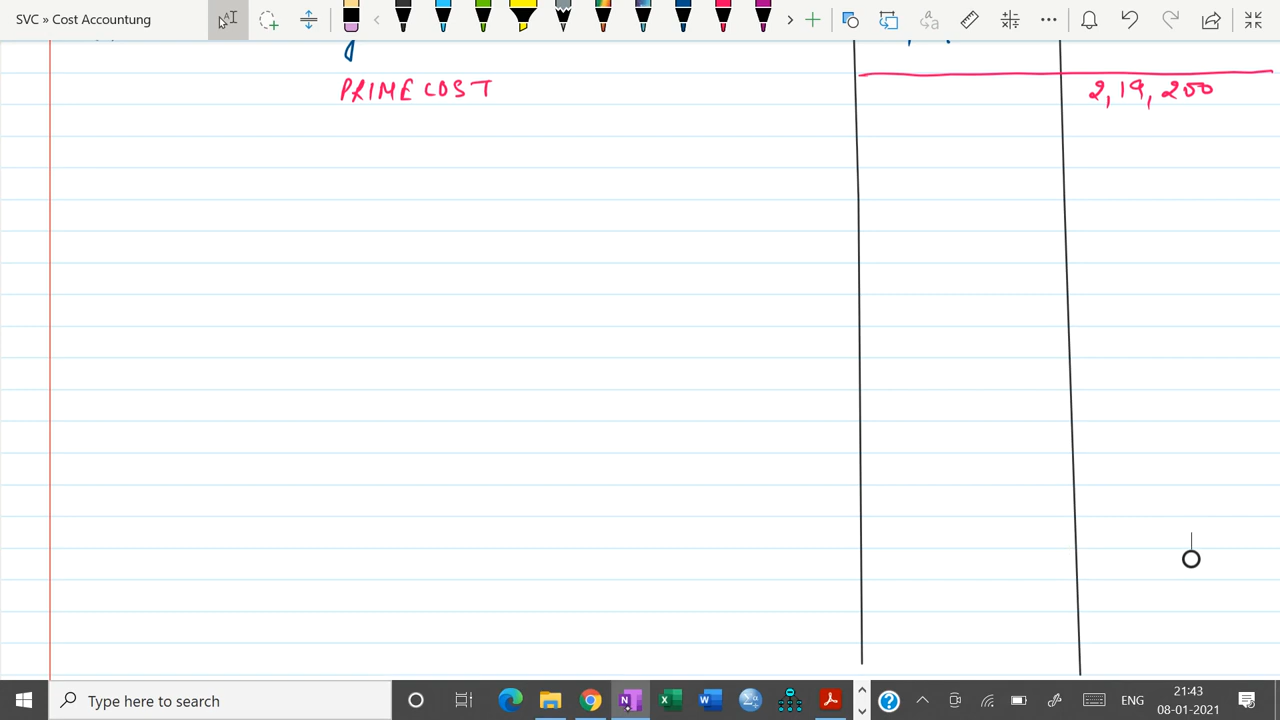 SVC » Cost Accountung
PRIME COST 2,19,200
Type here to search
ENG
21:43
08-01-2021